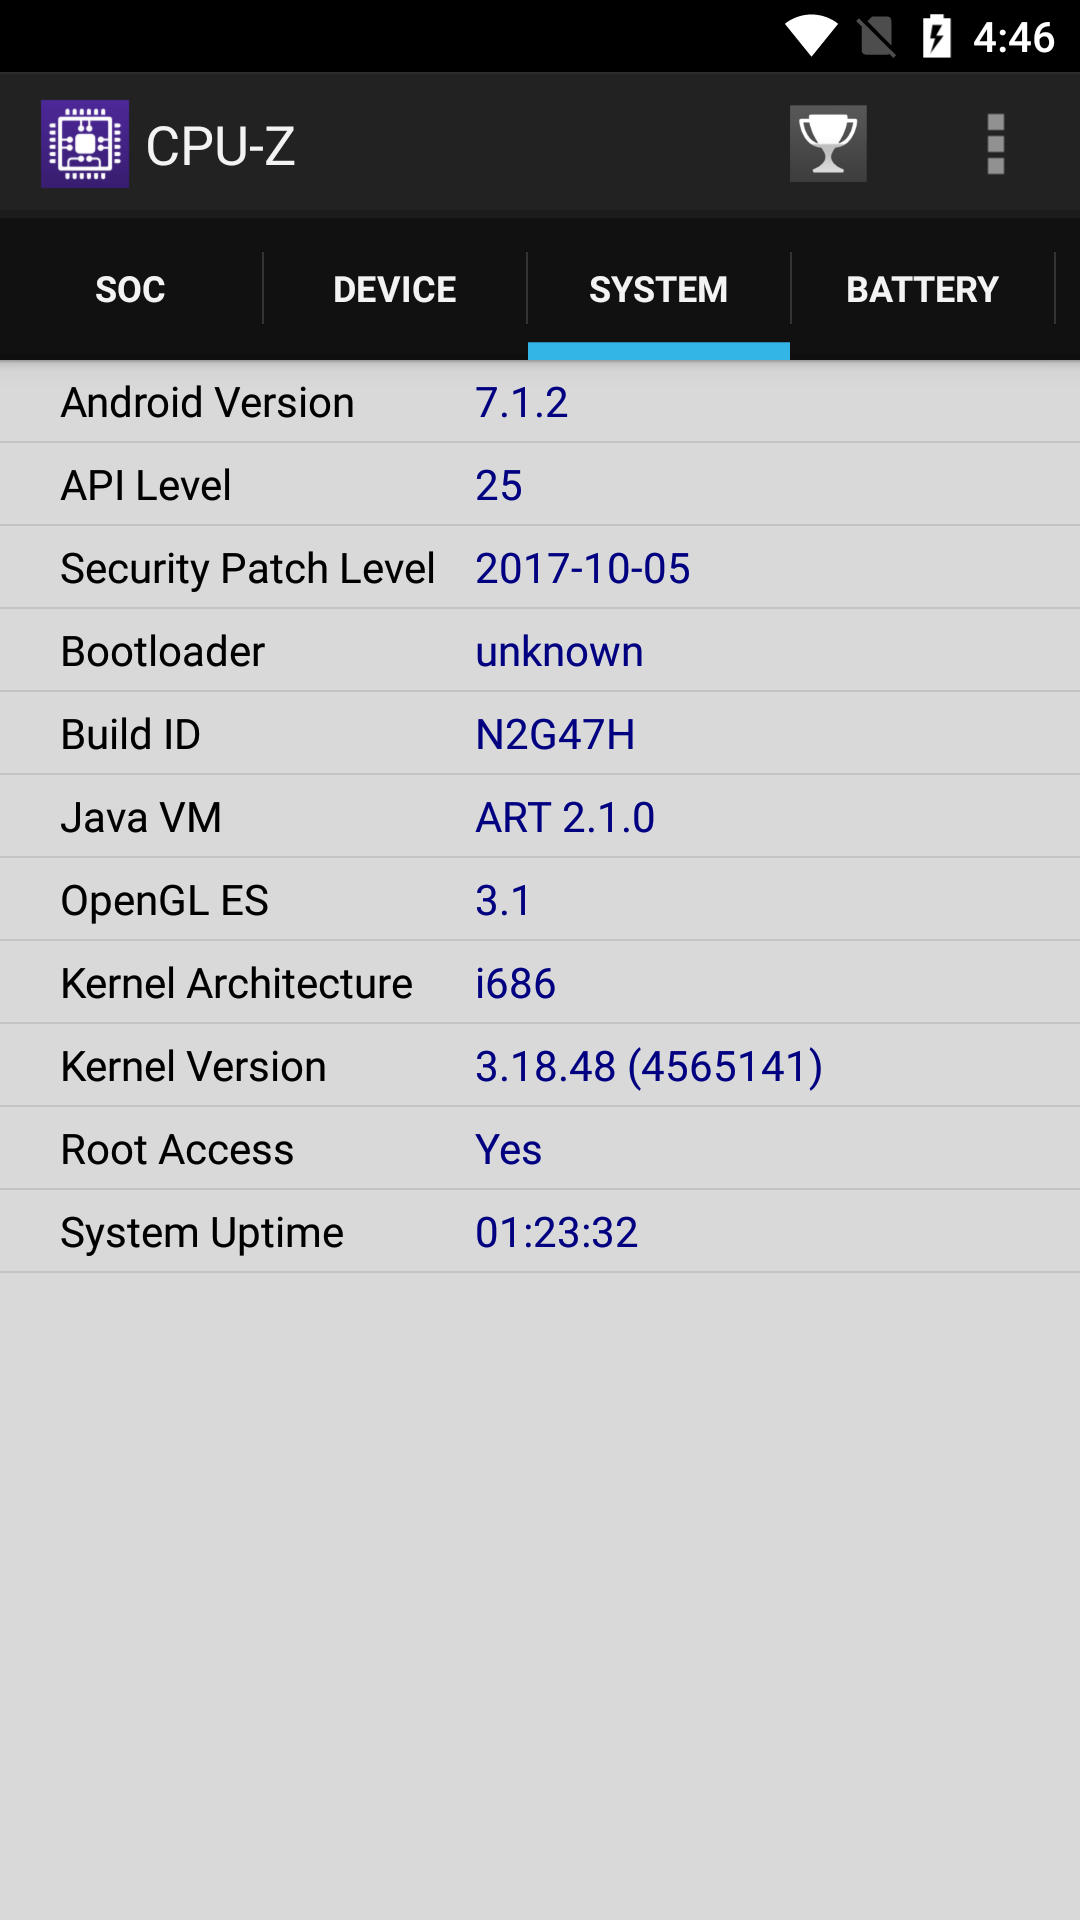 4:46
CPU-Z
SOC DEVICE SYSTEM BATTERY
Android Version 7.1.2
API Level 25
Security Patch Level 2017-10-05
Bootloader unknown
Build ID N2G47H
Java VM ART 2.1.0
OpenGL ES 3.1
Kernel Architecture i686
Kernel Version 3.18.48 (4565141)
Root Access Yes
System Uptime 01:23:32